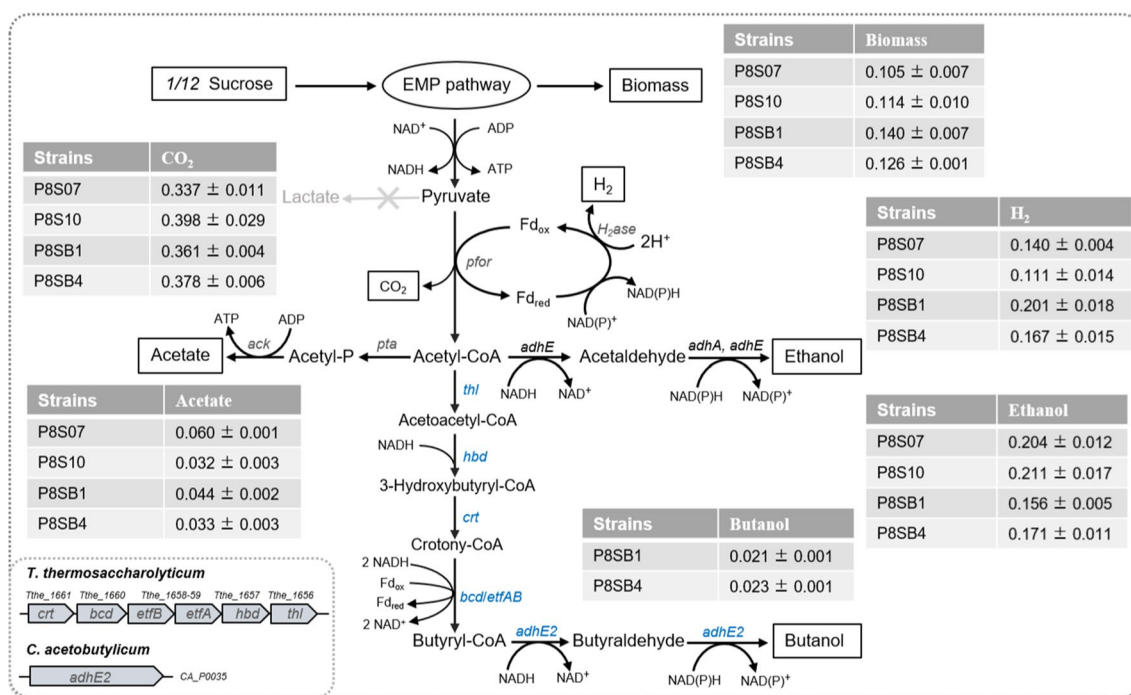 Strains Biomass
P8S07 0.105 ± 0.007
P8S10 0.114 ± 0.010
P8SB1 0.140 ± 0.007
P8SB4 0.126 ± 0.001
1/12 Sucrose
EMP pathway
Biomass
NAD⁺
ADP
NADH
ATP
Strains CO₂
P8S07 0.337 ± 0.011
P8S10 0.398 ± 0.029
P8SB1 0.361 ± 0.004
P8SB4 0.378 ± 0.006
Lactate
Pyruvate
H₂
Fdox
H₂ase
2H⁺
pfor
CO₂
Fdred
NAD(P)H
NAD(P)⁺
Strains H₂
P8S07 0.140 ± 0.004
P8S10 0.111 ± 0.014
P8SB1 0.201 ± 0.018
P8SB4 0.167 ± 0.015
ATP
ADP
Acetate
ack
Acetyl-P
pta
Acetyl-CoA
adhE
Acetaldehyde
adhA, adhE
Ethanol
NADH
NAD⁺
NAD(P)H
NAD(P)⁺
Strains Acetate
P8S07 0.060 ± 0.001
P8S10 0.032 ± 0.003
P8SB1 0.044 ± 0.002
P8SB4 0.033 ± 0.003
thl
Acetoacetyl-CoA
NADH
hbd
3-Hydroxybutyryl-CoA
crt
Crotony-CoA
2 NADH
Fdox
Fdred
2 NAD⁺
bcd/etfAB
Strains Ethanol
P8S07 0.204 ± 0.012
P8S10 0.211 ± 0.017
P8SB1 0.156 ± 0.005
P8SB4 0.171 ± 0.011
Strains Butanol
P8SB1 0.021 ± 0.001
P8SB4 0.023 ± 0.001
Butyryl-CoA
adhE2
Butyraldehyde
adhE2
Butanol
NADH
NAD⁺
NAD(P)H
NAD(P)⁺
T. thermosaccharolyticum
Tthe_1661 Tthe_1660 Tthe_1658-59 Tthe_1657 Tthe_1656
crt bcd etfB etfA hbd thl
C. acetobutylicum
adhE2 CA_P0035